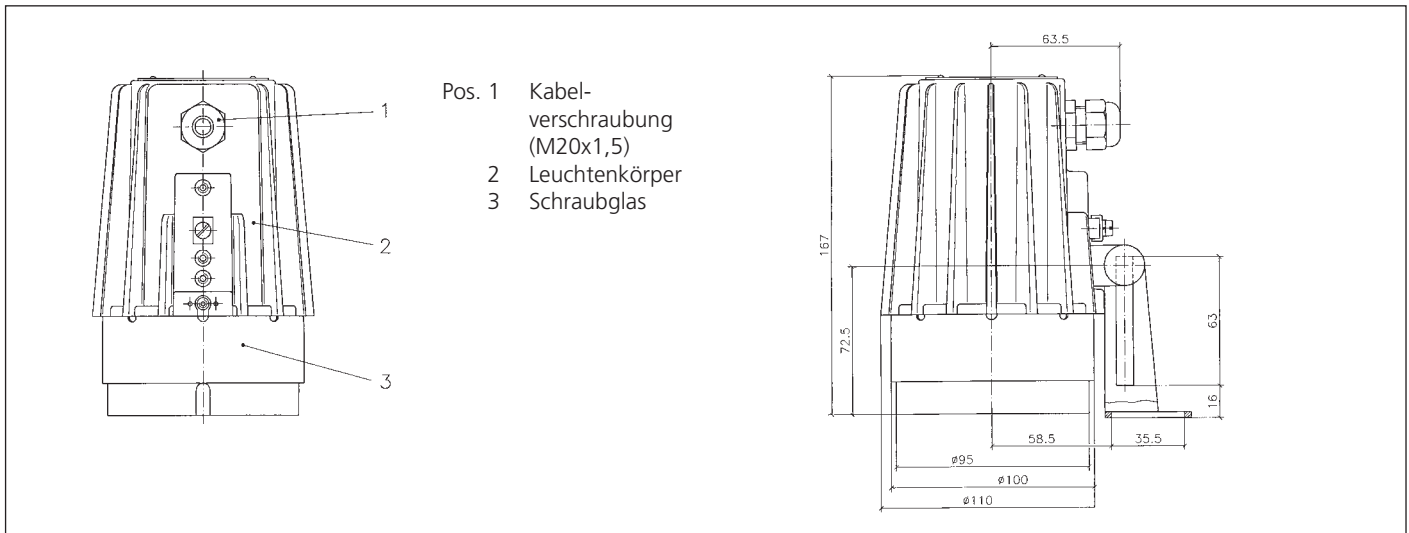 1
2
3
Pos. 1 Kabel-
verschraubung
(M20x1,5)
2 Leuchtenkörper
3 Schraubglas
63.5
167
72.5
63
16
58.5
35.5
ø95
ø100
ø110